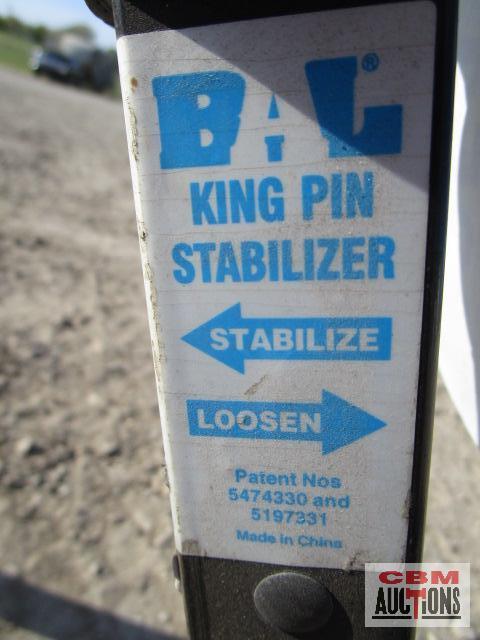 BAL®
KING PIN
STABILIZER
STABILIZE
LOOSEN
Patent Nos
5474330 and
5197331
Made in China
CBM
AUCTIONS